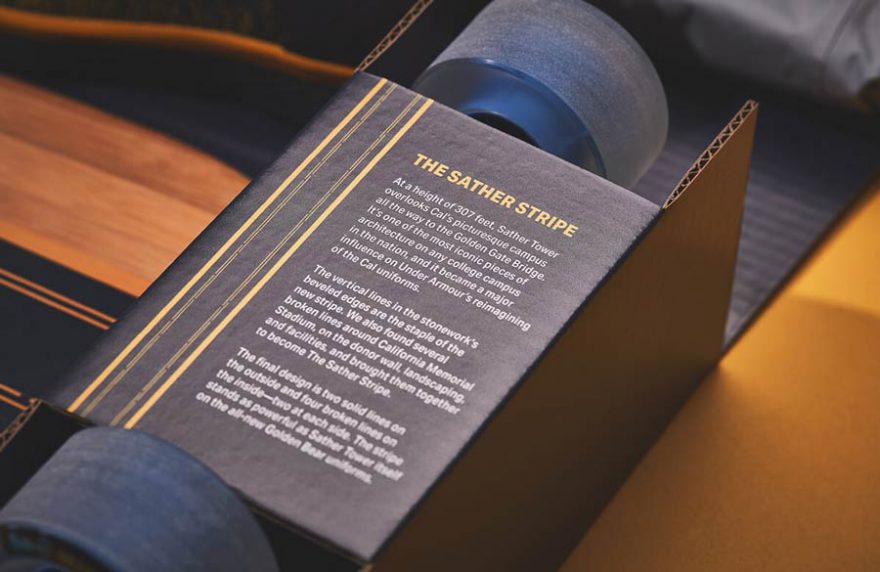 THE SATHER STRIPE
At a height of 307 feet, Sather Tower
overlooks Cal's picturesque campus
all the way to the Golden Gate Bridge.
It's one of the most iconic pieces of
architecture on any college campus
in the nation, and it became a major
influence on Under Armour's reimagining
of the Cal uniforms.
The vertical lines in the stonework's
beveled edges are the staple of the
new stripe. We also found several
broken lines around California Memorial
Stadium, on the donor wall, landscaping,
and facilities, and brought them together
to become The Sather Stripe.
The final design is two solid lines on
the outside and four broken lines on
the inside—two at each side. The stripe
stands as powerful as Sather Tower itself
on the all-new Golden Bear uniforms.